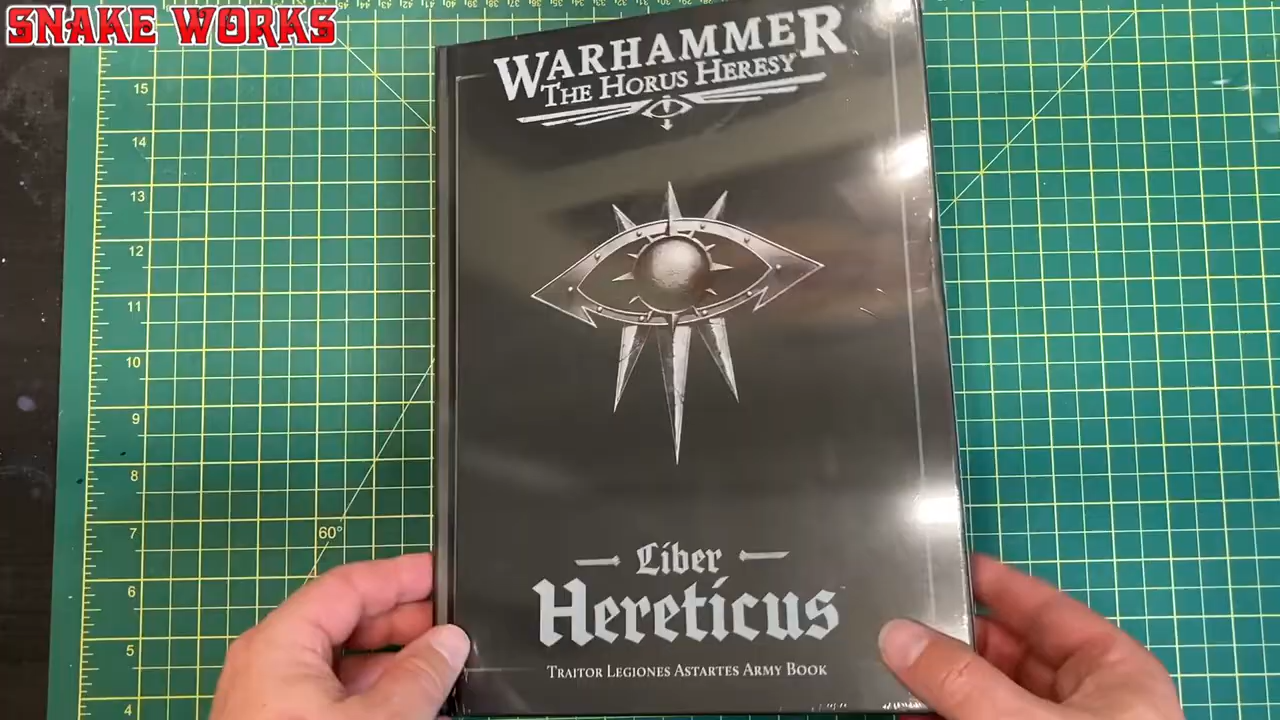 SNAKE WORKS
WARHAMMER
THE HORUS HERESY
Liber
Hereticus
TRAITOR LEGIONES ASTARTES ARMY BOOK
15
14
13
12
11
10
9
8
7
60°
6
5
4